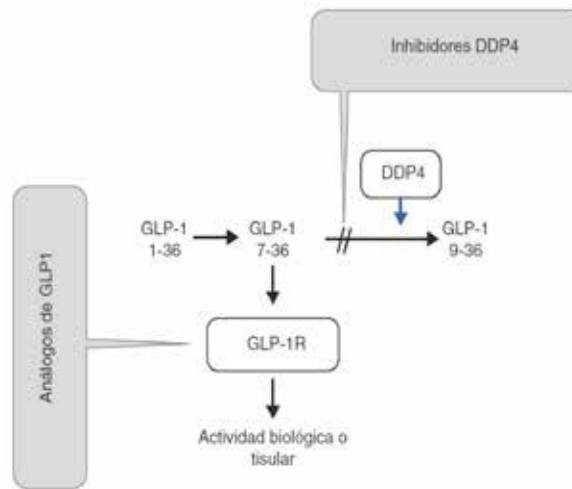 Inhibidores DDP4
DDP4
GLP-1
1-36
GLP-1
7-36
GLP-1
9-36
Análogos de GLP1
GLP-1R
Actividad biológica o
tisular